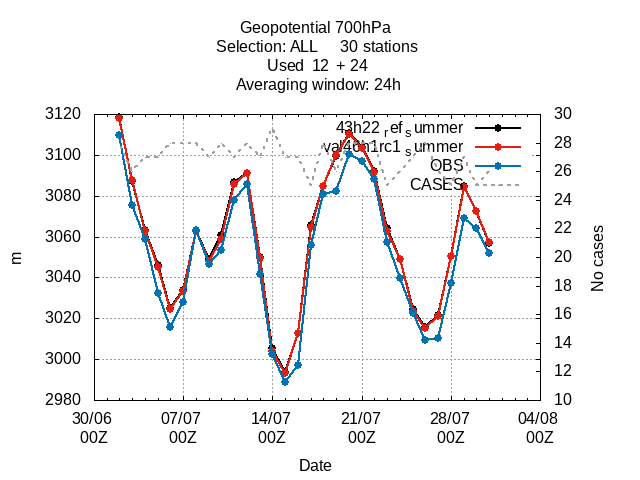 Geopotential 700hPa
Selection: ALL 30 stations
Used 12 + 24
Averaging window: 24h
43h22_ref_summer
summer
OBS
CASES
3120
3100
3080
3060
3040
3020
3000
2980
m
30
28
26
24
22
20
18
16
14
12
10
No cases
30/06 07/07 14/07 21/07 28/07 04/08
00Z 00Z 00Z 00Z 00Z 00Z
Date